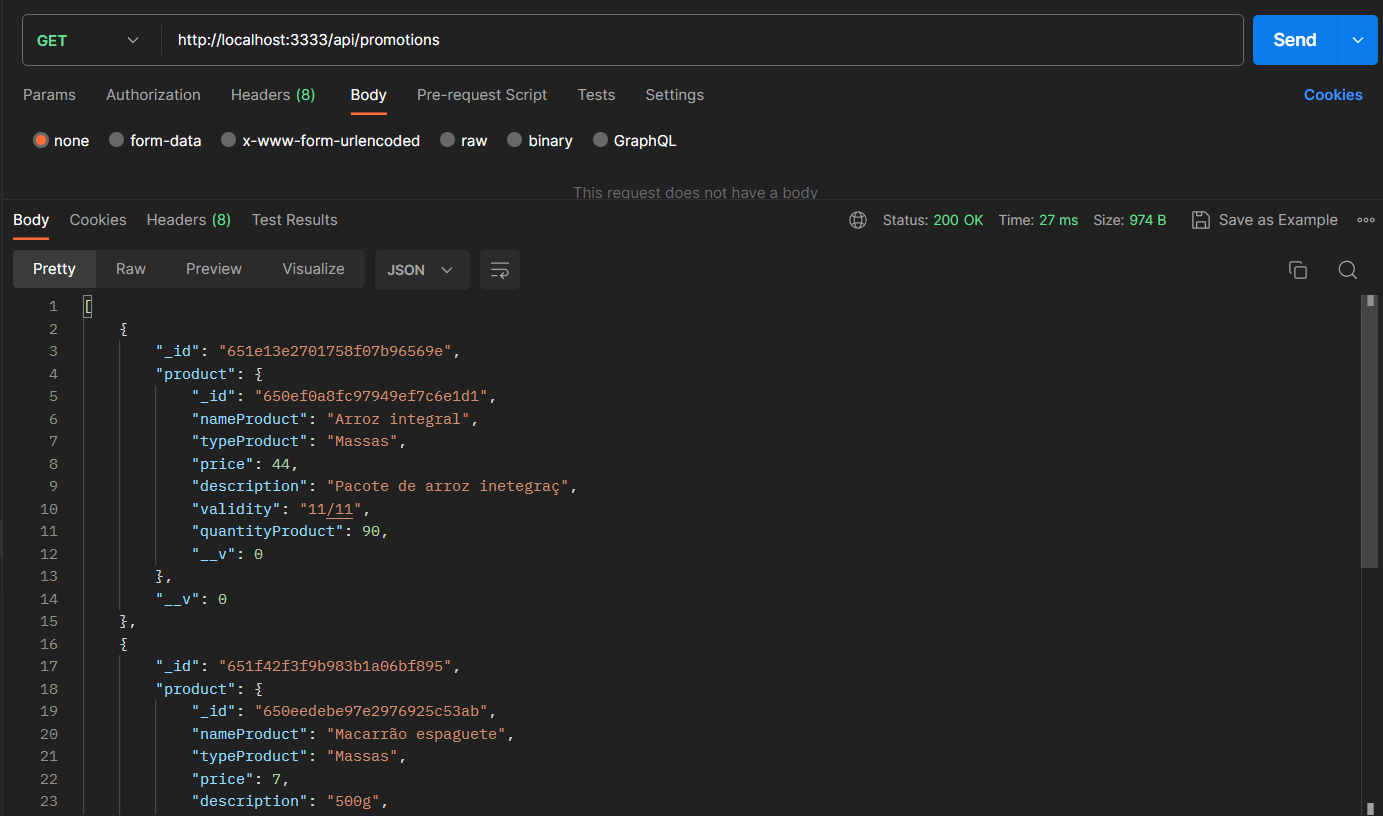 GET http://localhost:3333/api/promotions Send
Params Authorization Headers (8) Body Pre-request Script Tests Settings Cookies
none form-data x-www-form-urlencoded raw binary GraphQL
This request does not have a body
Body Cookies Headers (8) Test Results Status: 200 OK Time: 27 ms Size: 974 B Save as Example
Pretty Raw Preview Visualize JSON
1 [
2 {
3 "_id": "651e13e2701758f07b96569e",
4 "product": {
5 "_id": "650ef0a8fc97949ef7c6e1d1",
6 "nameProduct": "Arroz integral",
7 "typeProduct": "Massas",
8 "price": 44,
9 "description": "Pacote de arroz inetegraç",
10 "validity": "11/11",
11 "quantityProduct": 90,
12 "__v": 0
13 },
14 "__v": 0
15 },
16 {
17 "_id": "651f42f3f9b983b1a06bf895",
18 "product": {
19 "_id": "650eedebe97e2976925c53ab",
20 "nameProduct": "Macarrão espaguete",
21 "typeProduct": "Massas",
22 "price": 7,
23 "description": "500g",